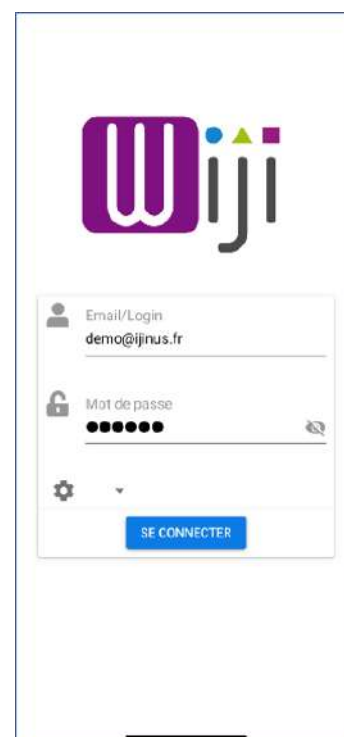 Wiji
Email/Login
demo@ijinus.fr
Mot de passe
●●●●●●
SE CONNECTER